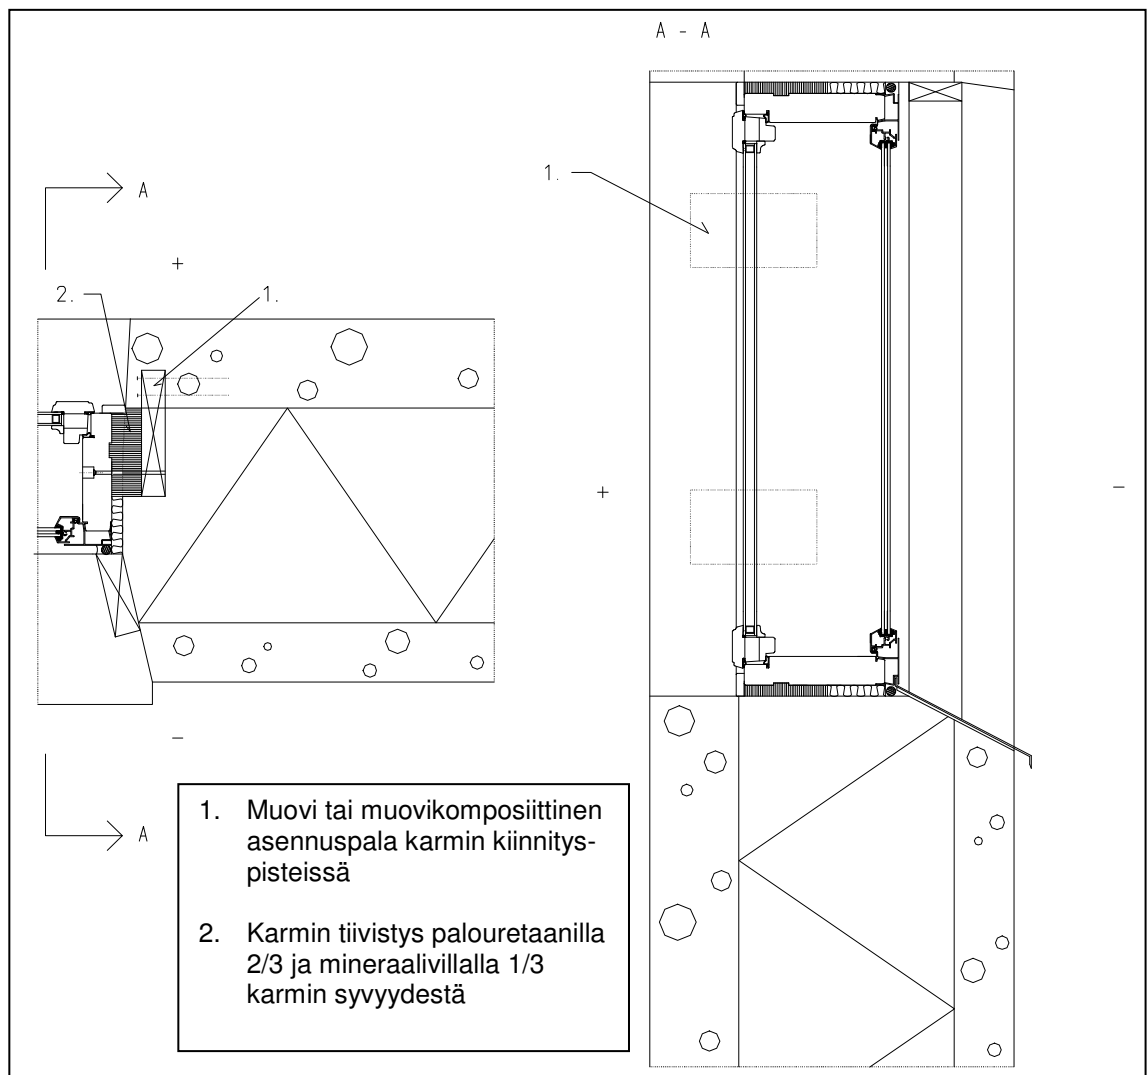 A - A
1.
A
+
2.
1.
+
-
-
A
1. Muovi tai muovikomposiittinen
asennuspala karmin kiinnitys-
pisteissä
2. Karmin tiivistys palouretaanilla
2/3 ja mineraalivillalla 1/3
karmin syvyydestä